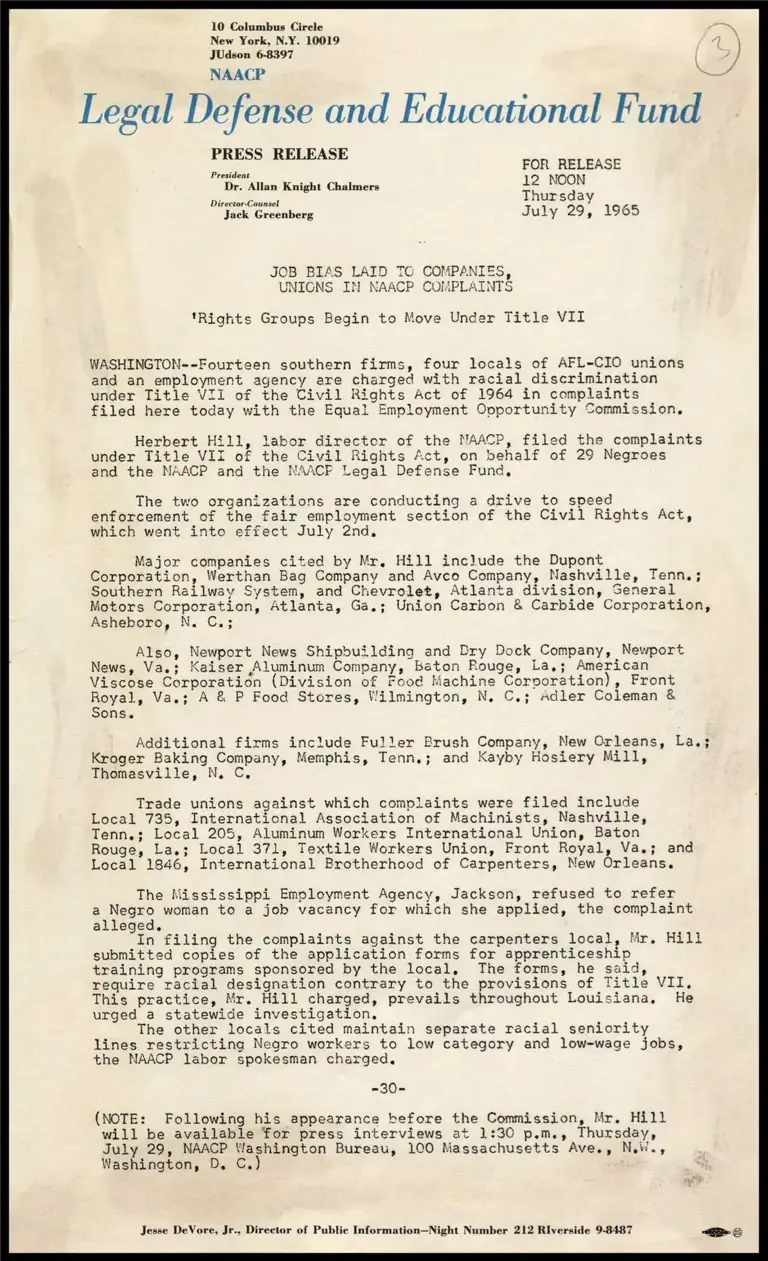 10 Columbus Circle
New York, N.Y. 10019
JUdson 6-8397
3
NAACP
Legal Defense and Educational Fund
PRESS RELEASE
President
Dr. Allan Knight Chalmers
Director-Counsel
Jack Greenberg
FOR RELEASE
12 NOON
Thursday
July 29, 1965
JOB BIAS LAID TO COMPANIES,
UNIONS IN NAACP COMPLAINTS
'Rights Groups Begin to Move Under Title VII
WASHINGTON--Fourteen southern firms, four locals of AFL-CIO unions
and an employment agency are charged with racial discrimination
under Title VII of the Civil Rights Act of 1964 in complaints
filed here today with the Equal Employment Opportunity Commission.
Herbert Hill, labor director of the NAACP, filed the complaints
under Title VII of the Civil Rights Act, on behalf of 29 Negroes
and the NAACP and the NAACP Legal Defense Fund.
The two organizations are conducting a drive to speed
enforcement of the fair employment section of the Civil Rights Act,
which went into effect July 2nd.
Major companies cited by Mr. Hill include the Dupont
Corporation, Werthan Bag Company and Avco Company, Nashville, Tenn.;
Southern Railway System, and Chevrolet, Atlanta division, General
Motors Corporation, Atlanta, Ga.; Union Carbon & Carbide Corporation,
Asheboro, N. C.;
Also, Newport News Shipbuilding and Dry Dock Company, Newport
News, Va.; Kaiser Aluminum Company, Baton Rouge, La.; American
Viscose Corporation (Division of Food Machine Corporation), Front
Royal, Va.; A & P Food Stores, Wilmington, N. C.; Adler Coleman &
Sons.
Additional firms include Fuller Brush Company, New Orleans, La.;
Kroger Baking Company, Memphis, Tenn.; and Kayby Hosiery Mill,
Thomasville, N. C.
Trade unions against which complaints were filed include
Local 735, International Association of Machinists, Nashville,
Tenn.; Local 205, Aluminum Workers International Union, Baton
Rouge, La.; Local 371, Textile Workers Union, Front Royal, Va.; and
Local 1846, International Brotherhood of Carpenters, New Orleans.
The Mississippi Employment Agency, Jackson, refused to refer
a Negro woman to a job vacancy for which she applied, the complaint
alleged.
In filing the complaints against the carpenters local, Mr. Hill
submitted copies of the application forms for apprenticeship
training programs sponsored by the local. The forms, he said,
require racial designation contrary to the provisions of Title VII.
This practice, Mr. Hill charged, prevails throughout Louisiana. He
urged a statewide investigation.
The other locals cited maintain separate racial seniority
lines restricting Negro workers to low category and low-wage jobs,
the NAACP labor spokesman charged.
-30-
(NOTE: Following his appearance before the Commission, Mr. Hill
will be available for press interviews at 1:30 p.m., Thursday,
July 29, NAACP Washington Bureau, 100 Massachusetts Ave., N.W.,
Washington, D. C.)
Jesse DeVore, Jr., Director of Public Information—Night Number 212 RIverside 9-8487